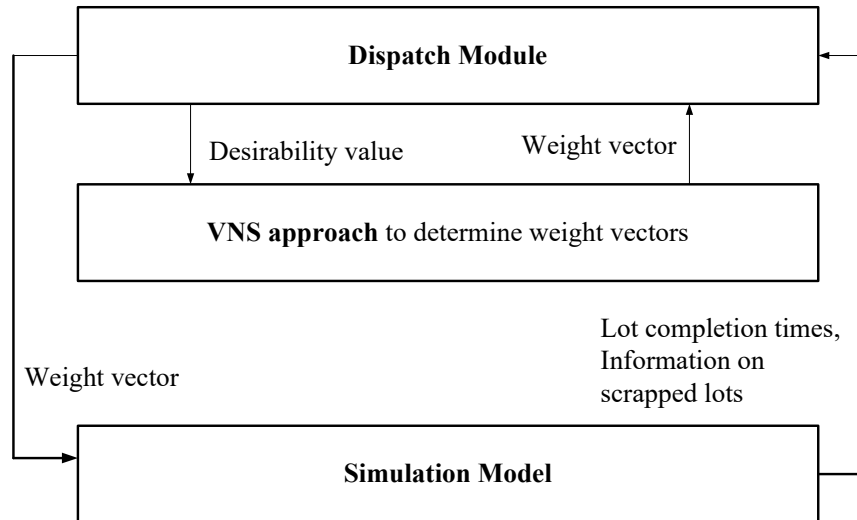 Dispatch Module
Desirability value
Weight vector
VNS approach to determine weight vectors
Lot completion times,
Information on
scrapped lots
Weight vector
Simulation Model